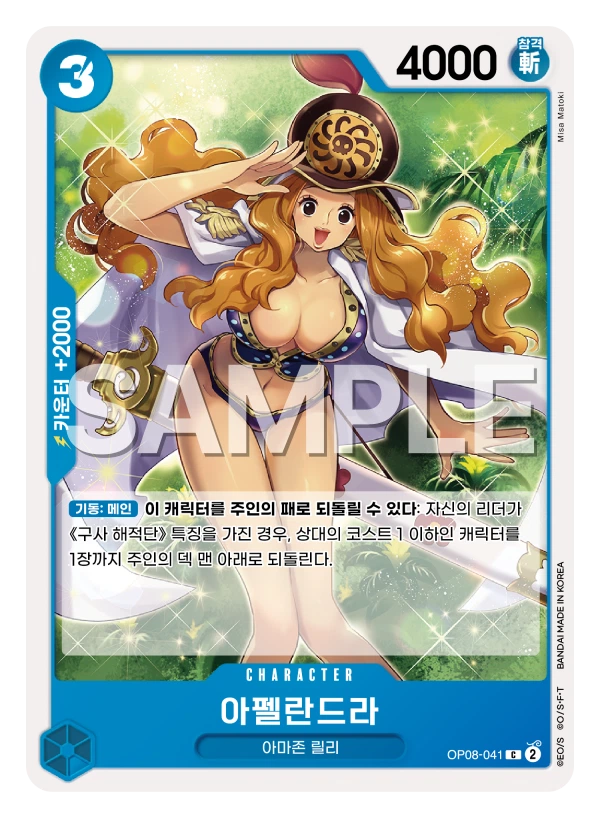 3
4000
참격
斬
Misa Matoki
카운터 +2000
SAMPLE
기동: 메인 이 캐릭터를 주인의 패로 되돌릴 수 있다: 자신의 리더가
《구사 해적단》 특징을 가진 경우, 상대의 코스트 1 이하인 캐릭터를
1장까지 주인의 덱 맨 아래로 되돌린다.
CHARACTER
아펠란드라
아마존 릴리
OP08-041 C 2
©EO/S ©O/S·F·T BANDAI MADE IN KOREA